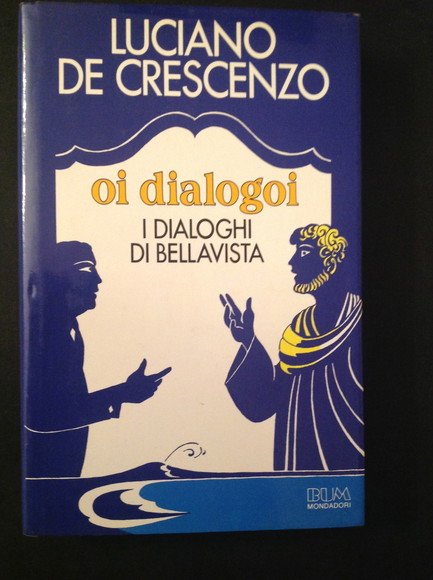 LUCIANO
DE CRESCENZO
oi dialogoi
I DIALOGHI
DI BELLAVISTA
BUM
MONDADORI